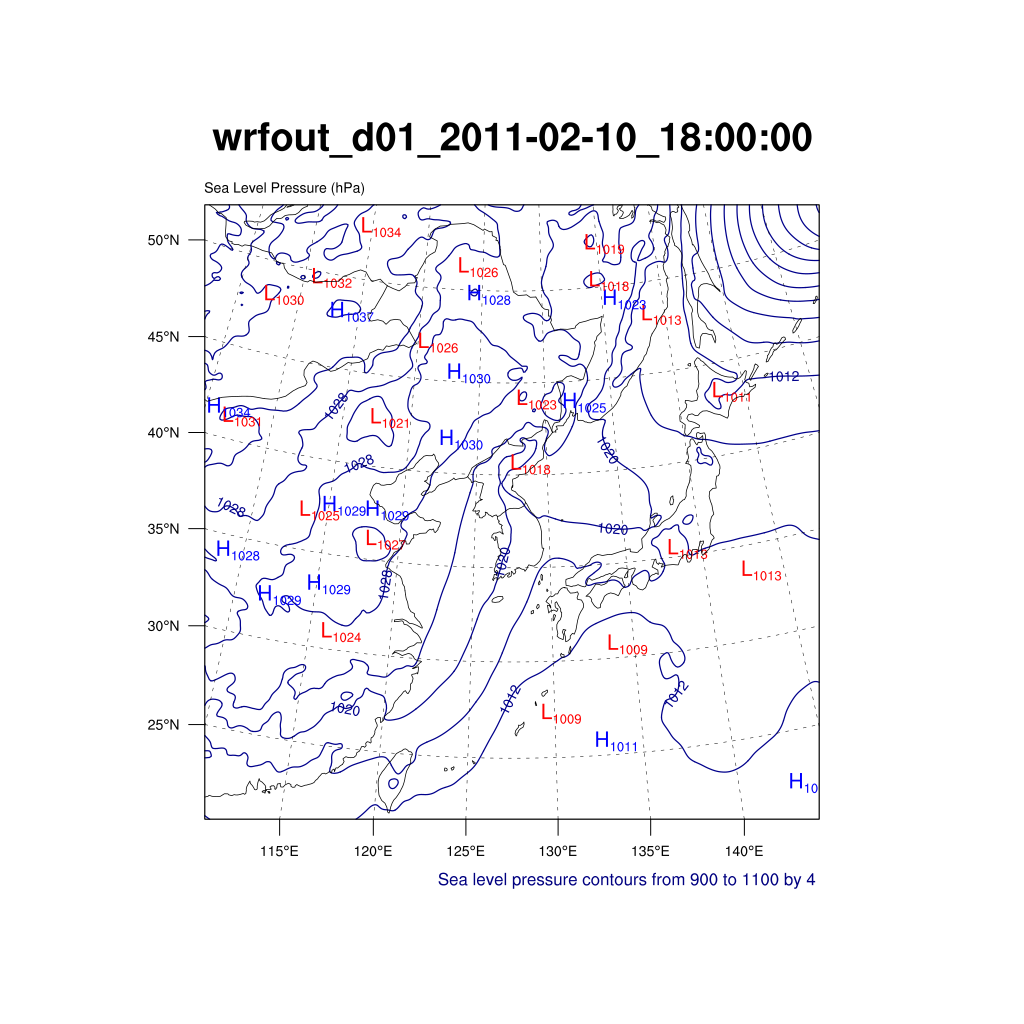 wrfout_d01_2011-02-10_18:00:00
Sea Level Pressure (hPa)
50°N
45°N
40°N
35°N
30°N
25°N
L1034
L1019
L1026
L1032
L1018
L1030
H1028
H1023
H1037
L1013
L1026
H1030
1012
L1011
L1023
H1025
1028
H1034
L1031
L1021
H1030
1020
1028
L1018
1028
H1029
H1029
L1025
1020
L1027
H1028
1020
L1013
1028
H1029
H1029
L1024
L1009
1012
1012
1020
L1009
H1011
H10
115°E
120°E
125°E
130°E
135°E
140°E
Sea level pressure contours from 900 to 1100 by 4